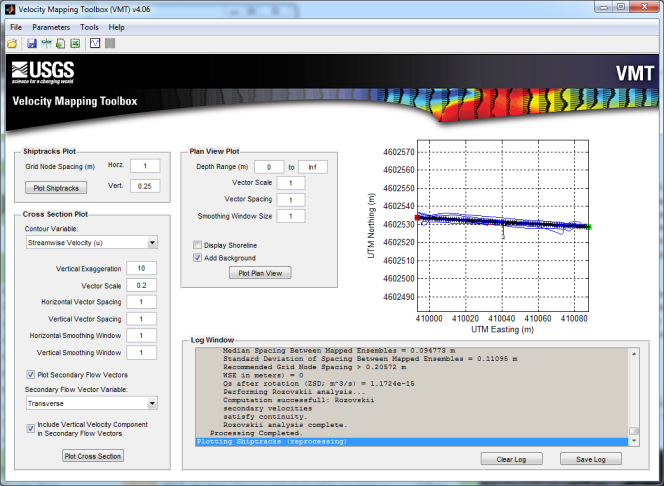 Velocity Mapping Toolbox (VMT) v4.06
File Parameters Tools Help
USGS
science for a changing world
VMT
Velocity Mapping Toolbox
Shiptracks Plot
Grid Node Spacing (m) Horz. 1
Plot Shiptracks Vert. 0.25
Cross Section Plot
Contour Variable:
Streamwise Velocity (u)
Vertical Exaggeration 10
Vector Scale 0.2
Horizontal Vector Spacing 1
Vertical Vector Spacing 1
Horizontal Smoothing Window 1
Vertical Smoothing Window 1
Plot Secondary Flow Vectors
Secondary Flow Vector Variable:
Transverse
Include Vertical Velocity Component
in Secondary Flow Vectors
Plot Cross Section
Plan View Plot
Depth Range (m) 0 to Inf
Vector Scale 1
Vector Spacing 1
Smoothing Window Size 1
Display Shoreline
Add Background
Plot Plan View
UTM Northing (m)
4602570
4602560
4602550
4602540
4602530
4602520
4602510
4602500
4602490
410000 410020 410040 410060 410080
UTM Easting (m)
Log Window
Median Spacing Between Mapped Ensembles = 0.094773 m
Standard Deviation of Spacing Between Mapped Ensembles = 0.11095 m
Recommended Grid Node Spacing > 0.20572 m
WSE in meters) = 0
Qs after rotation (ZSD; m^3/s) = 1.1724e-15
Performing Rozovskii analysis...
Computation successfull: Rozovskii
secondary velocities
satisfy continuity.
Rozovskii analysis complete.
Processing Completed.
Plotting Shiptracks (reprocessing)
Clear Log Save Log